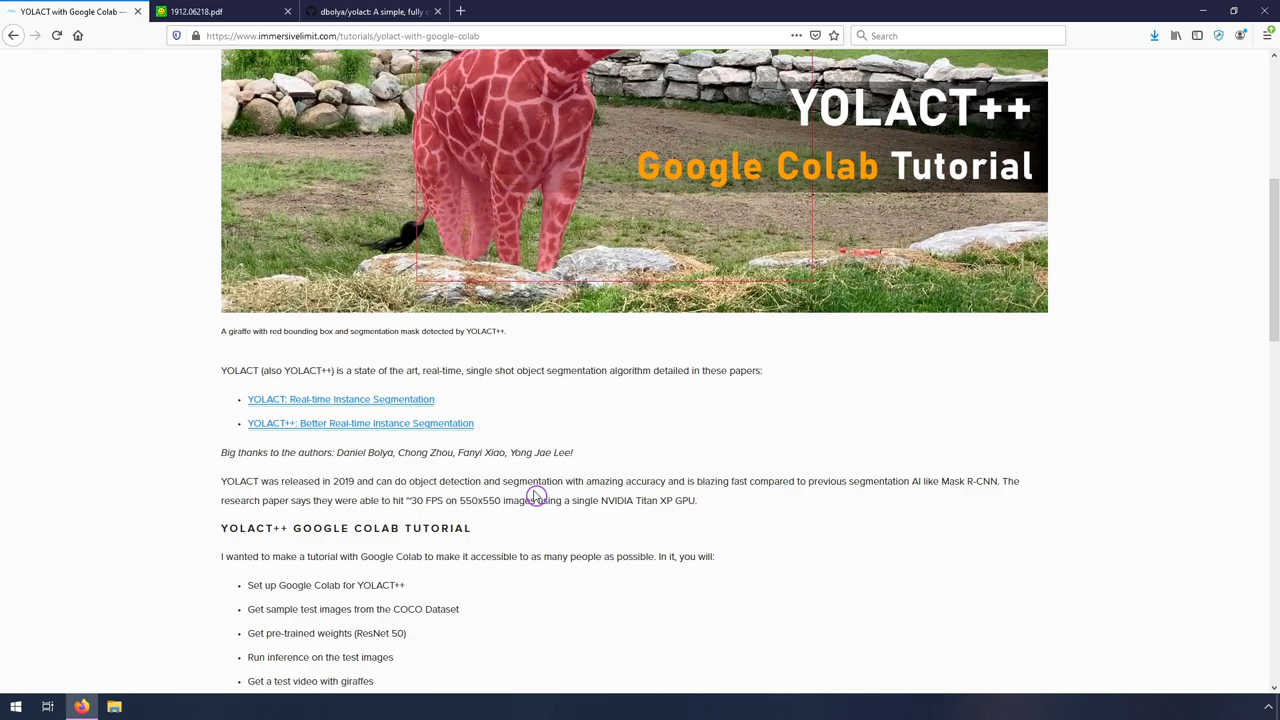 YOLACT with Google Colab —
1912.06218.pdf
dbolya/yolact: A simple, fully c
https://www.immersivelimit.com/tutorials/yolact-with-google-colab
Search
YOLACT++
Google Colab Tutorial
A giraffe with red bounding box and segmentation mask detected by YOLACT++.
YOLACT (also YOLACT++) is a state of the art, real-time, single shot object segmentation algorithm detailed in these papers:
• YOLACT: Real-time Instance Segmentation
• YOLACT++: Better Real-time Instance Segmentation
Big thanks to the authors: Daniel Bolya, Chong Zhou, Fanyi Xiao, Yong Jae Lee!
YOLACT was released in 2019 and can do object detection and segmentation with amazing accuracy and is blazing fast compared to previous segmentation AI like Mask R-CNN. The
research paper says they were able to hit ~30 FPS on 550x550 images using a single NVIDIA Titan XP GPU.
YOLACT++ GOOGLE COLAB TUTORIAL
I wanted to make a tutorial with Google Colab to make it accessible to as many people as possible. In it, you will:
• Set up Google Colab for YOLACT++
• Get sample test images from the COCO Dataset
• Get pre-trained weights (ResNet 50)
• Run inference on the test images
• Get a test video with giraffes